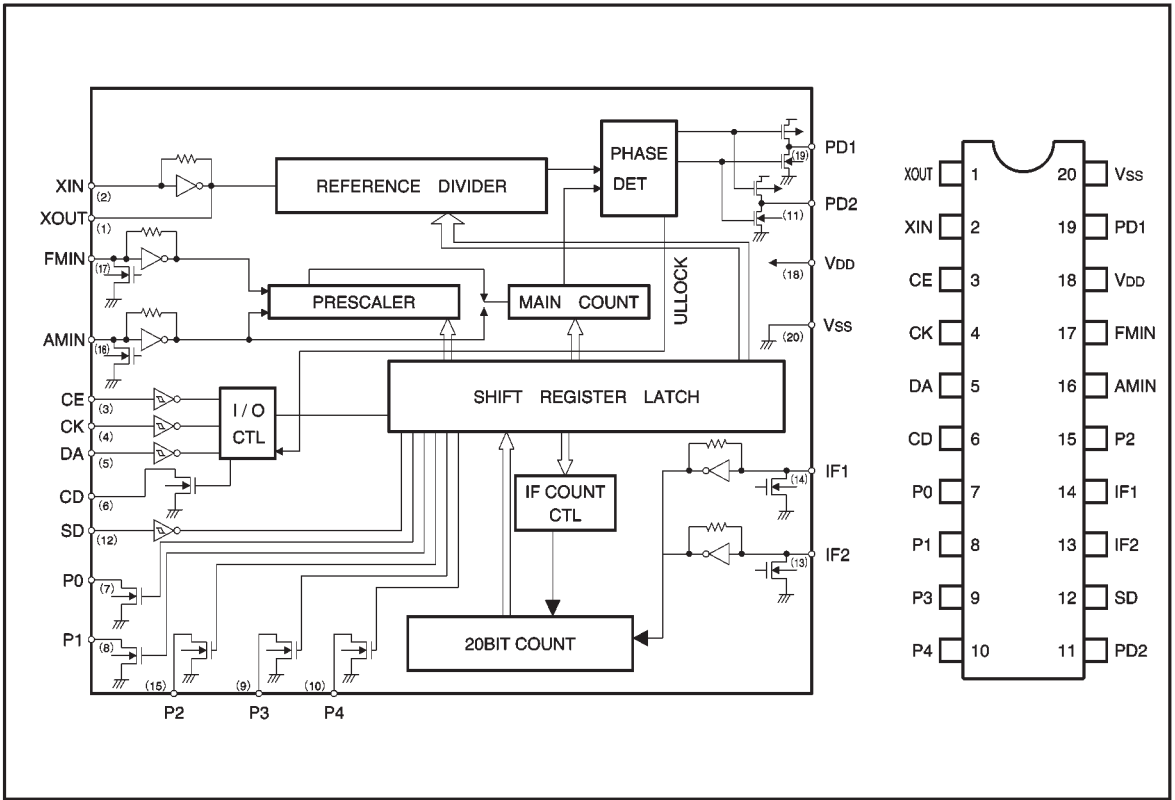 XIN
(2)
XOUT
(1)
FMIN
(17)
AMIN
(16)
CE
(3)
CK
(4)
DA
(5)
CD
(6)
SD
(12)
P0
(7)
P1
(8)
(15)
P2
(9)
P3
(10)
P4
REFERENCE DIVIDER
PHASE
DET
PRESCALER
MAIN COUNT
ULLOCK
I / O
CTL
SHIFT REGISTER LATCH
IF COUNT
CTL
20BIT COUNT
(19)
PD1
(11)
PD2
(18)
VDD
(20)
VSS
(14)
IF1
(13)
IF2
XOUT 1 20 VSS
XIN 2 19 PD1
CE 3 18 VDD
CK 4 17 FMIN
DA 5 16 AMIN
CD 6 15 P2
P0 7 14 IF1
P1 8 13 IF2
P3 9 12 SD
P4 10 11 PD2